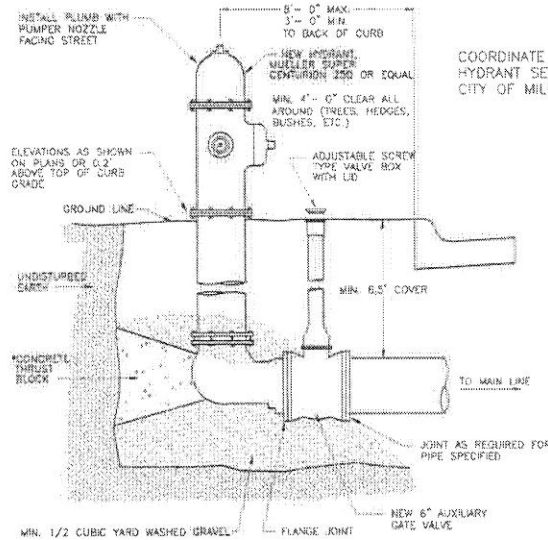 8'- 0" MAX.
3'- 0" MIN.
TO BACK OF CURB
INSTALL PLUMB WITH
PUMPER NOZZLE
FACING STREET
NEW HYDRANT,
MUELLER SUPER
CENTURION 250 OR EQUAL
COORDINATE
HYDRANT SE
CITY OF MIL
MIN. 4'- 0" CLEAR ALL
AROUND (TREES, HEDGES,
BUSHES, ETC.)
ELEVATIONS AS SHOWN
ON PLANS OR 0.2'
ABOVE TOP OF CURB
GRADE
ADJUSTABLE SCREW
TYPE VALVE BOX
WITH LID
GROUND LINE
UNDISTURBED
EARTH
MIN. 6.5' COVER
*CONCRETE
THRUST
BLOCK
TO MAIN LINE
JOINT AS REQUIRED FOR
PIPE SPECIFIED
NEW 6" AUXILIARY
GATE VALVE
MIN. 1/2 CUBIC YARD WASHED GRAVEL
FLANGE JOINT